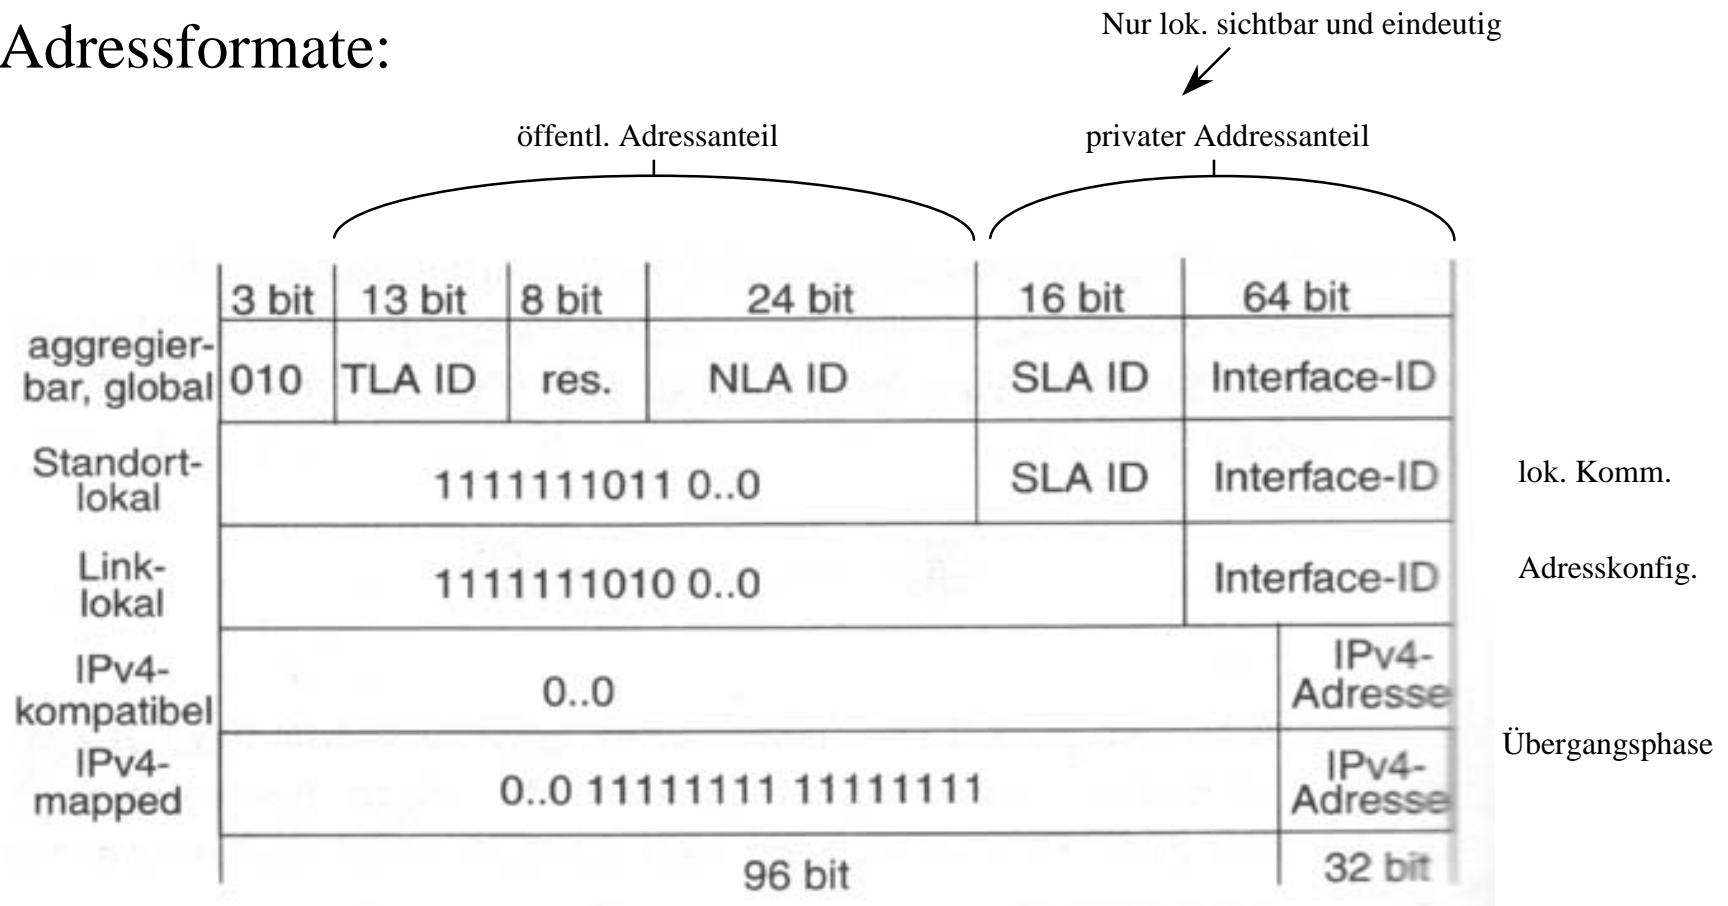 Adressformate:
Nur lok. sichtbar und eindeutig
öffentl. Adressanteil
privater Addressanteil
3 bit 13 bit 8 bit 24 bit 16 bit 64 bit
aggregier-
bar, global 010 TLA ID res. NLA ID SLA ID Interface-ID
Standort-
lokal 1111111011 0..0 SLA ID Interface-ID lok. Komm.
Link-
lokal 1111111010 0..0 Interface-ID Adresskonfig.
IPv4-
kompatibel 0..0 IPv4-
Adresse
Übergangsphase
IPv4-
mapped 0..0 11111111 11111111 IPv4-
Adresse
96 bit 32 bit